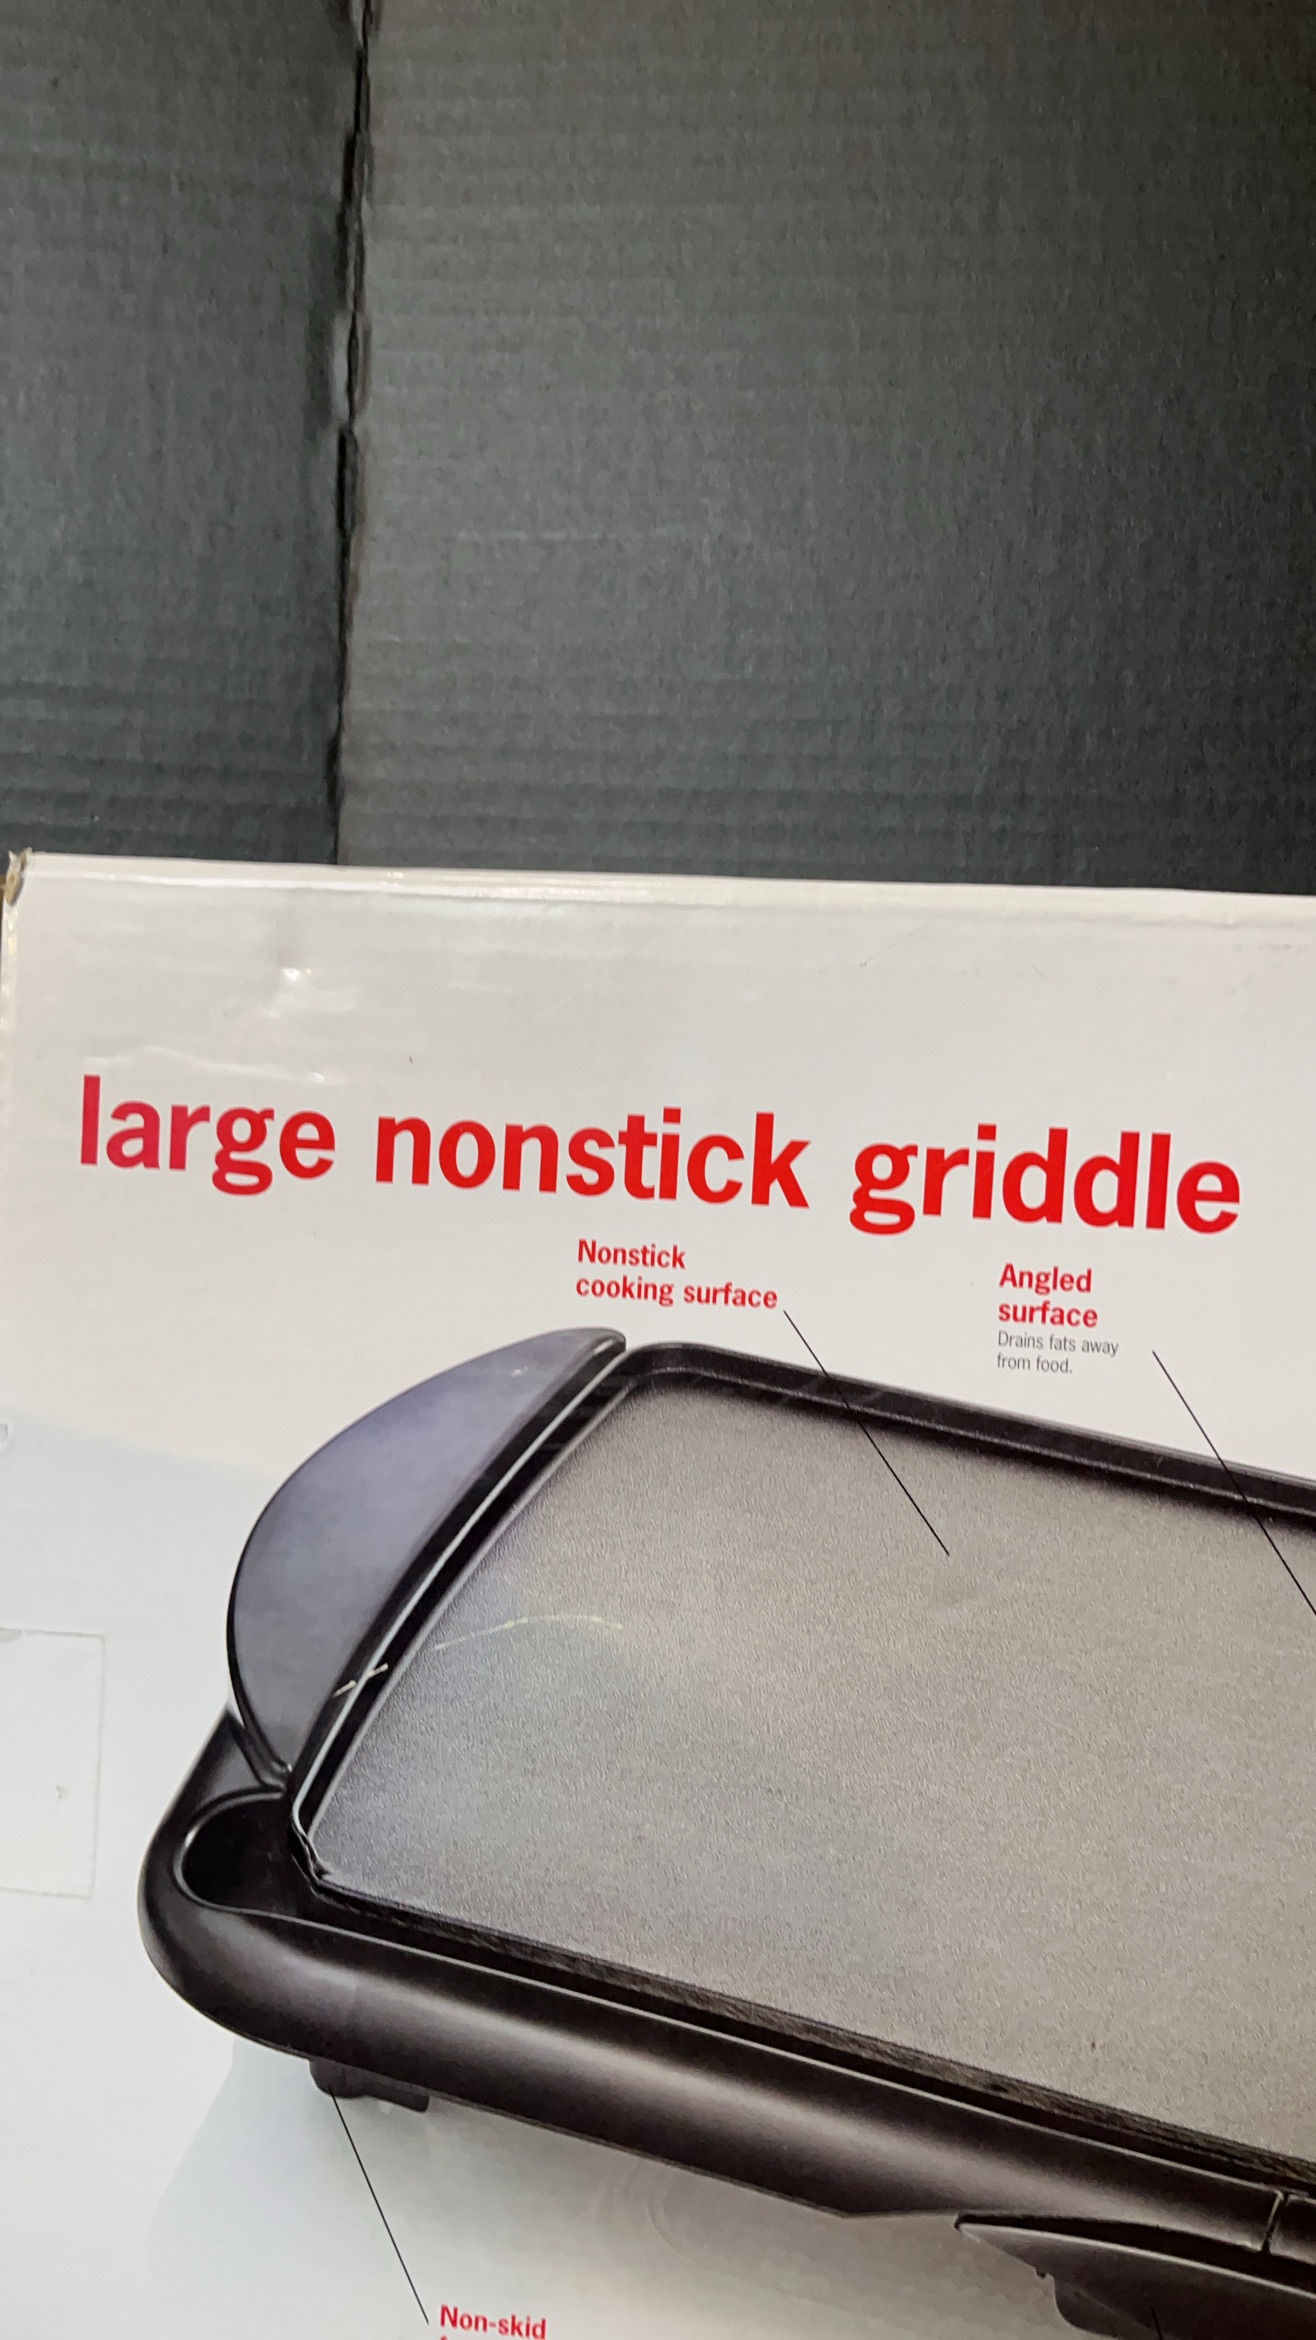 large nonstick griddle
Nonstick
cooking surface
Angled
surface
Drains fats away
from food.
Non-skid